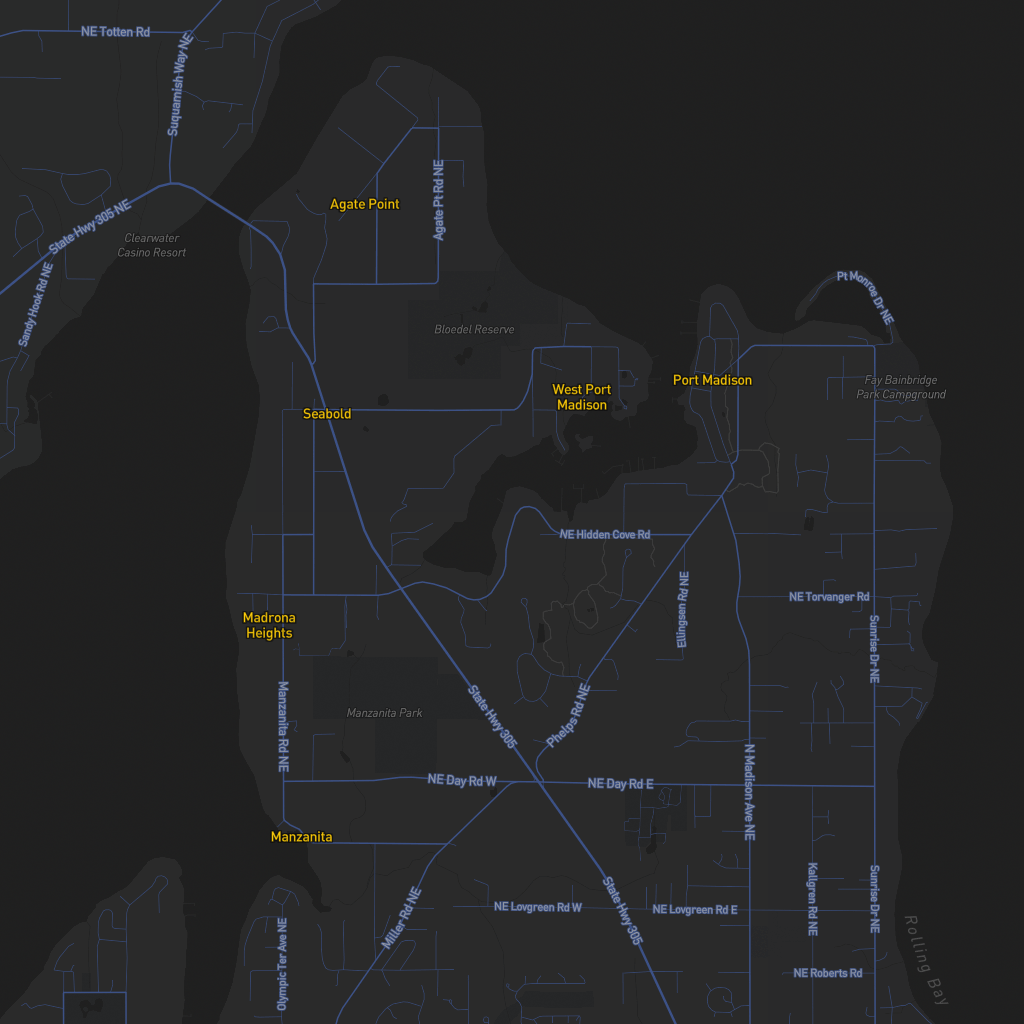 NE Totten Rd
Suquamish Way NE
State Hwy 305 NE
Sandy Hook Rd NE
Clearwater
Casino Resort
Agate Point
Agate Pt Rd NE
Bloedel Reserve
Pt Monroe Dr NE
West Port
Madison
Port Madison
Fay Bainbridge
Park Campground
Seabold
NE Hidden Cove Rd
Ellingsen Rd NE
NE Torvanger Rd
Sunrise Dr NE
Madrona
Heights
Manzanita Rd NE
Manzanita Park
State Hwy 305
Phelps Rd NE
N Madison Ave NE
NE Day Rd W
NE Day Rd E
Manzanita
Miller Rd NE
Olympic Ter Ave NE
NE Lovgreen Rd W
State Hwy 305
NE Lovgreen Rd E
Kallgren Rd NE
Sunrise Dr NE
NE Roberts Rd
Rolling Bay